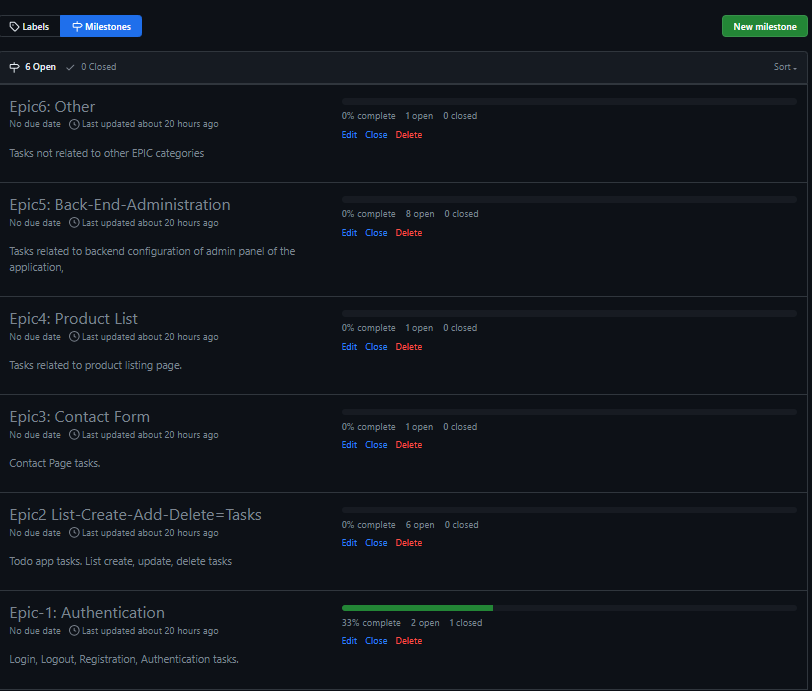 Labels Milestones New milestone
6 Open 0 Closed Sort
Epic6: Other
No due date Last updated about 20 hours ago
Tasks not related to other EPIC categories
0% complete 1 open 0 closed
Edit Close Delete
Epic5: Back-End-Administration
No due date Last updated about 20 hours ago
Tasks related to backend configuration of admin panel of the
application,
0% complete 8 open 0 closed
Edit Close Delete
Epic4: Product List
No due date Last updated about 20 hours ago
Tasks related to product listing page.
0% complete 1 open 0 closed
Edit Close Delete
Epic3: Contact Form
No due date Last updated about 20 hours ago
Contact Page tasks.
0% complete 1 open 0 closed
Edit Close Delete
Epic2 List-Create-Add-Delete=Tasks
No due date Last updated about 20 hours ago
Todo app tasks. List create, update, delete tasks
0% complete 6 open 0 closed
Edit Close Delete
Epic-1: Authentication
No due date Last updated about 20 hours ago
Login, Logout, Registration, Authentication tasks.
33% complete 2 open 1 closed
Edit Close Delete